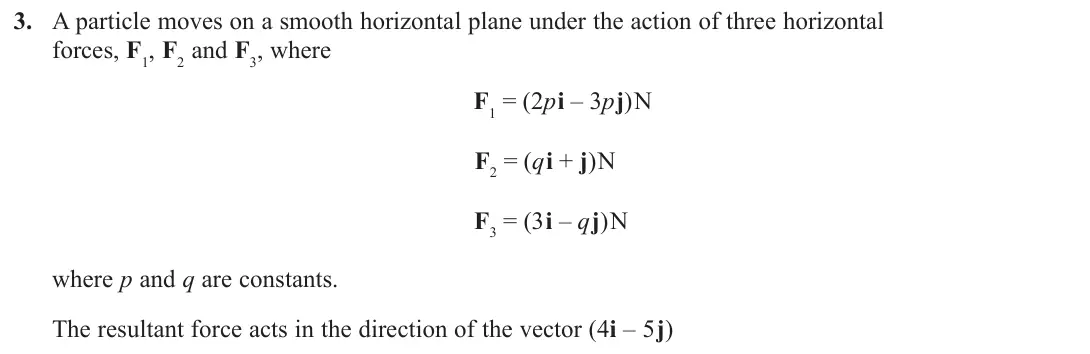 3. A particle moves on a smooth horizontal plane under the action of three horizontal
forces, F₁, F₂ and F₃, where
F₁ = (2pi – 3pj)N
F₂ = (qi + j)N
F₃ = (3i – qj)N
where p and q are constants.
The resultant force acts in the direction of the vector (4i – 5j)